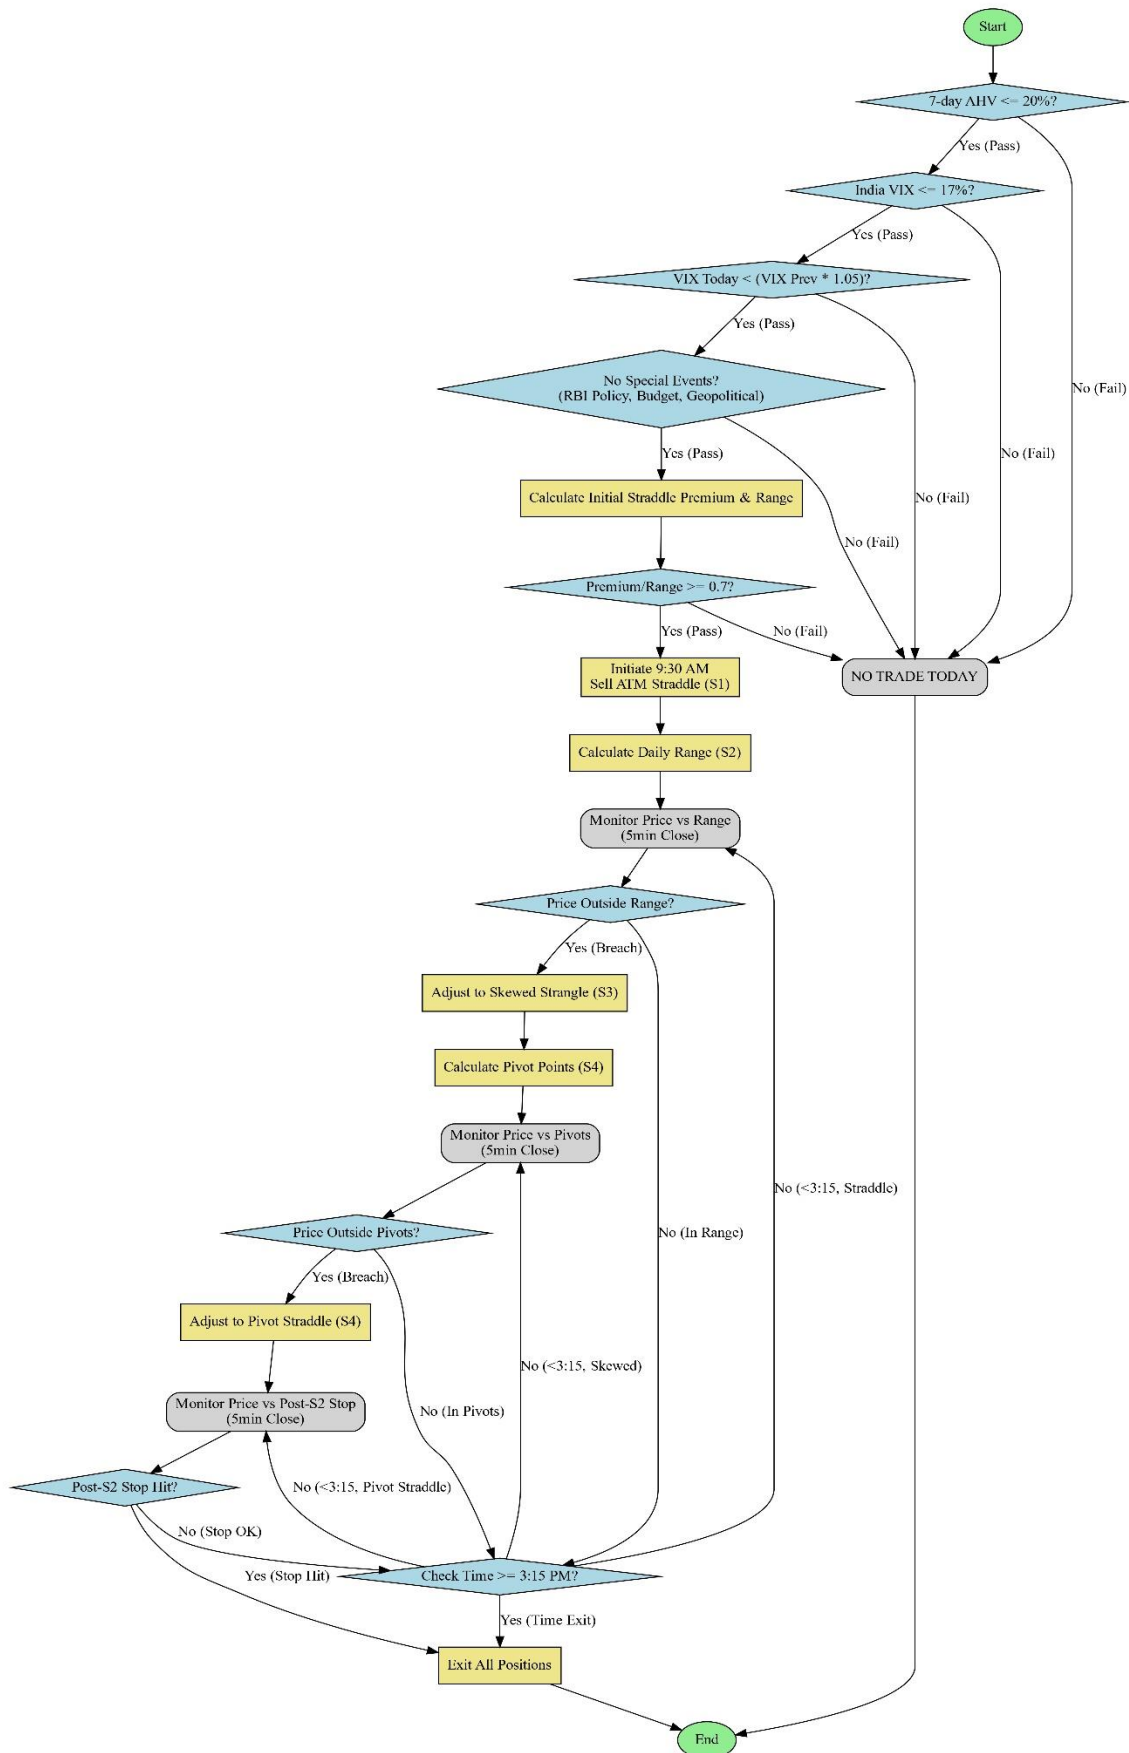 Start
7-day AHV <= 20%?
Yes (Pass)
India VIX <= 17%?
Yes (Pass)
VIX Today < (VIX Prev * 1.05)?
Yes (Pass)
No Special Events?
(RBI Policy, Budget, Geopolitical)
No (Fail)
Yes (Pass)
No (Fail)
Calculate Initial Straddle Premium & Range
No (Fail)
No (Fail)
Premium/Range >= 0.7?
Yes (Pass)
No (Fail)
Initiate 9:30 AM
Sell ATM Straddle (S1)
NO TRADE TODAY
Calculate Daily Range (S2)
Monitor Price vs Range
(5min Close)
Price Outside Range?
Yes (Breach)
Adjust to Skewed Strangle (S3)
Calculate Pivot Points (S4)
Monitor Price vs Pivots
(5min Close)
No (<3:15, Straddle)
Price Outside Pivots?
No (In Range)
Yes (Breach)
Adjust to Pivot Straddle (S4)
No (<3:15, Skewed)
Monitor Price vs Post-S2 Stop
(5min Close)
No (In Pivots)
Post-S2 Stop Hit?
No (<3:15, Pivot Straddle)
No (Stop OK)
Yes (Stop Hit)
Check Time >= 3:15 PM?
Yes (Time Exit)
Exit All Positions
End